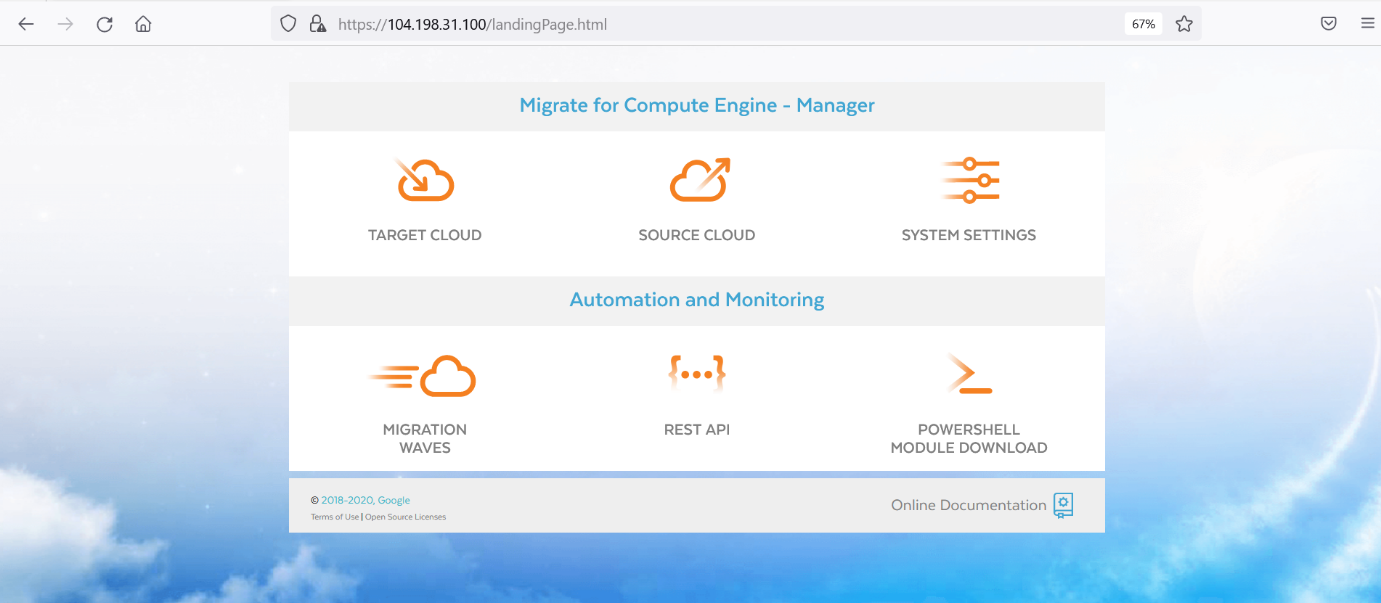 https://104.198.31.100/landingPage.html
67%
Migrate for Compute Engine - Manager
TARGET CLOUD
SOURCE CLOUD
SYSTEM SETTINGS
Automation and Monitoring
MIGRATION
WAVES
REST API
POWERSHELL
MODULE DOWNLOAD
© 2018-2020, Google
Terms of Use | Open Source Licenses
Online Documentation